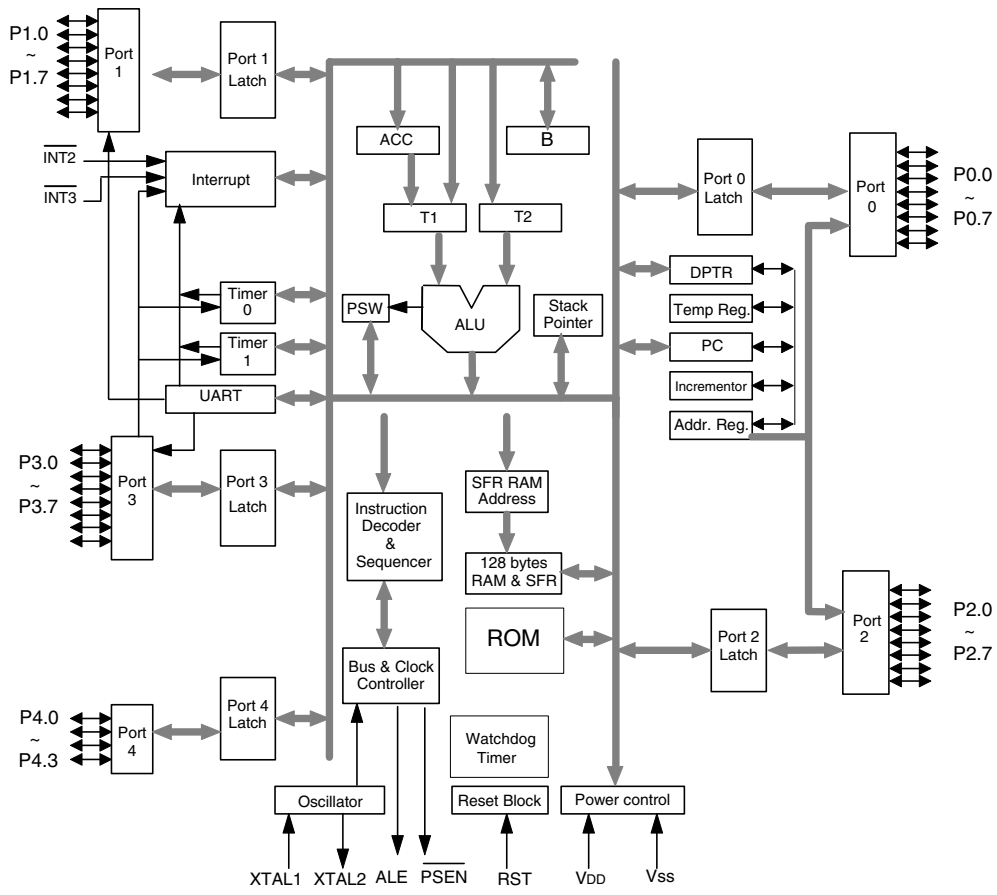 P1.0
~
P1.7
Port
1
Port 1
Latch
INT2
INT3
Interrupt
ACC
B
T1
T2
Port 0
Latch
Port
0
P0.0
~
P0.7
DPTR
Temp Reg.
PC
Incrementor
Addr. Reg.
Timer
0
Timer
1
UART
PSW
ALU
Stack
Pointer
P3.0
~
P3.7
Port
3
Port 3
Latch
Instruction
Decoder
&
Sequencer
SFR RAM
Address
128 bytes
RAM & SFR
ROM
Port 2
Latch
Port
2
P2.0
~
P2.7
Bus & Clock
Controller
P4.0
~
P4.3
Port
4
Port 4
Latch
Watchdog
Timer
Oscillator
Reset Block
Power control
XTAL1
XTAL2
ALE
PSEN
RST
VDD
Vss